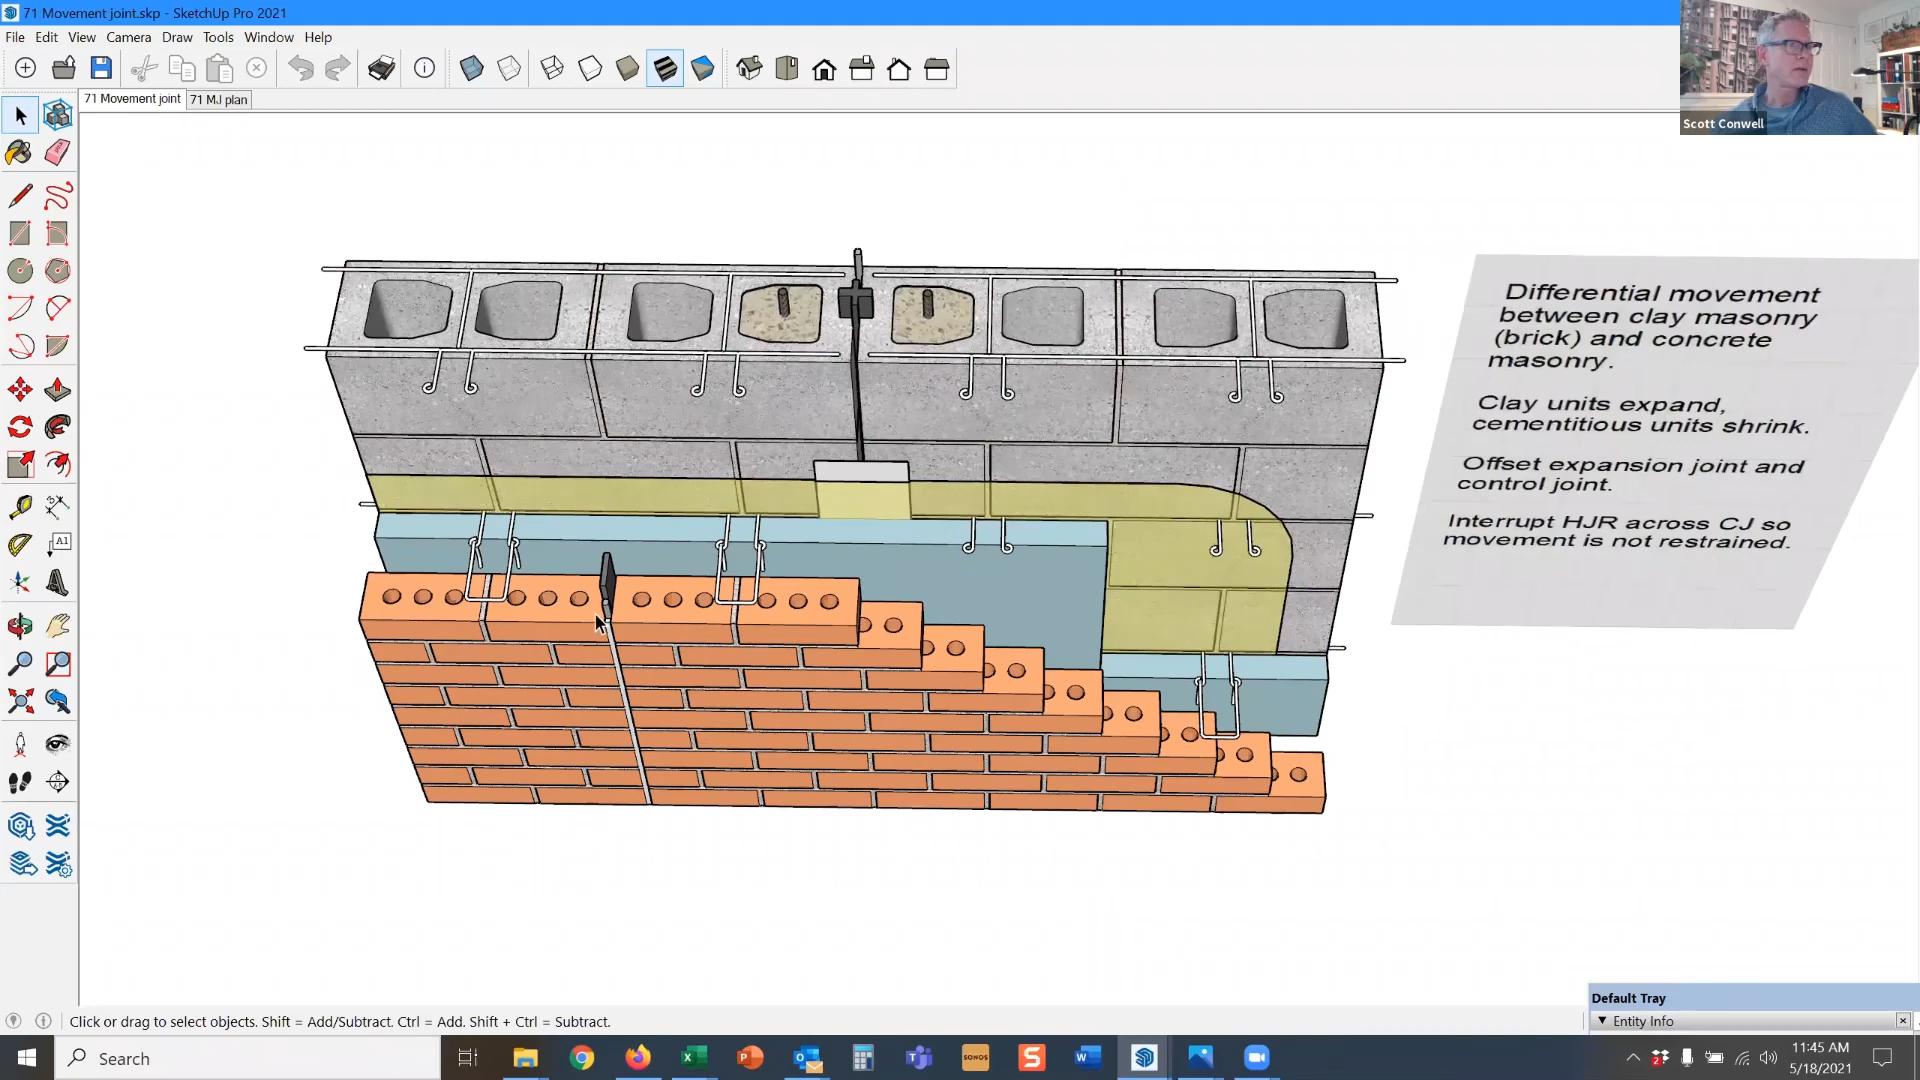 71 Movement joint.skp - SketchUp Pro 2021
File Edit View Camera Draw Tools Window Help
71 Movement joint 71 MJ plan
Scott Conwell
Differential movement
between clay masonry
(brick) and concrete
masonry.
Clay units expand,
cementitious units shrink.
Offset expansion joint and
control joint.
Interrupt HJR across CJ so
movement is not restrained.
A1
Default Tray
Entity Info
Click or drag to select objects. Shift = Add/Subtract. Ctrl = Add. Shift + Ctrl = Subtract.
Search
SONOS
11:45 AM
5/18/2021